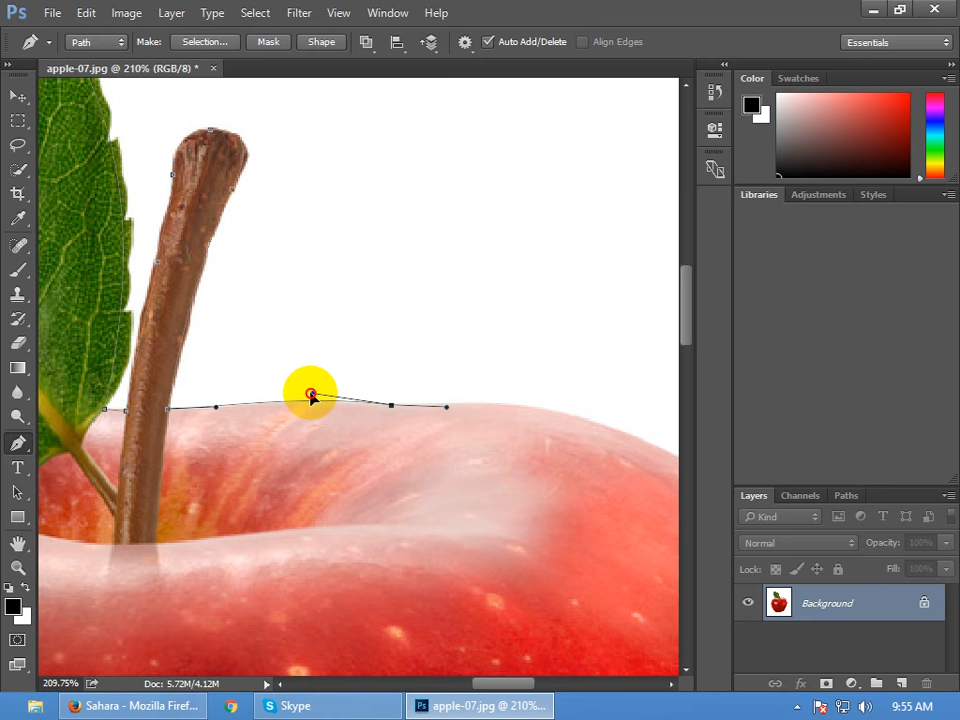 Ps File Edit Image Layer Type Select Filter View Window Help
Path Make: Selection... Mask Shape Auto Add/Delete Align Edges Essentials
apple-07.jpg @ 210% (RGB/8) *
Color Swatches
Libraries Adjustments Styles
Layers Channels Paths
Kind
Normal Opacity: 100%
Lock: Fill: 100%
Background
209.75% Doc: 5.72M/4.12M
Sahara - Mozilla Firef... Skype Ps apple-07.jpg @ 210%... 9:55 AM